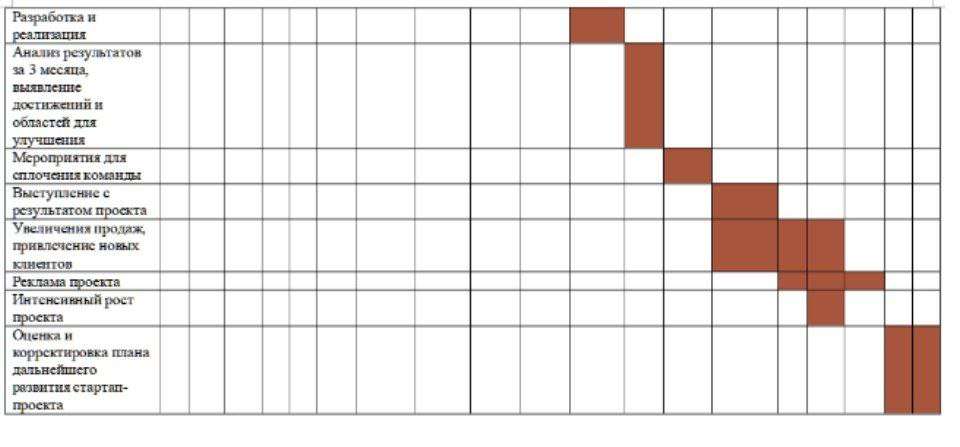 Разработка и
реализация
Анализ результатов
за 3 месяца,
выявление
достижений и
областей для
улучшения
Мероприятия для
сплочения команды
Выступление с
результатом проекта
Увеличения продаж,
привлечение новых
клиентов
Реклама проекта
Интенсивный рост
проекта
Оценка и
корректировка плана
дальнейшего
развития стартап-
проекта